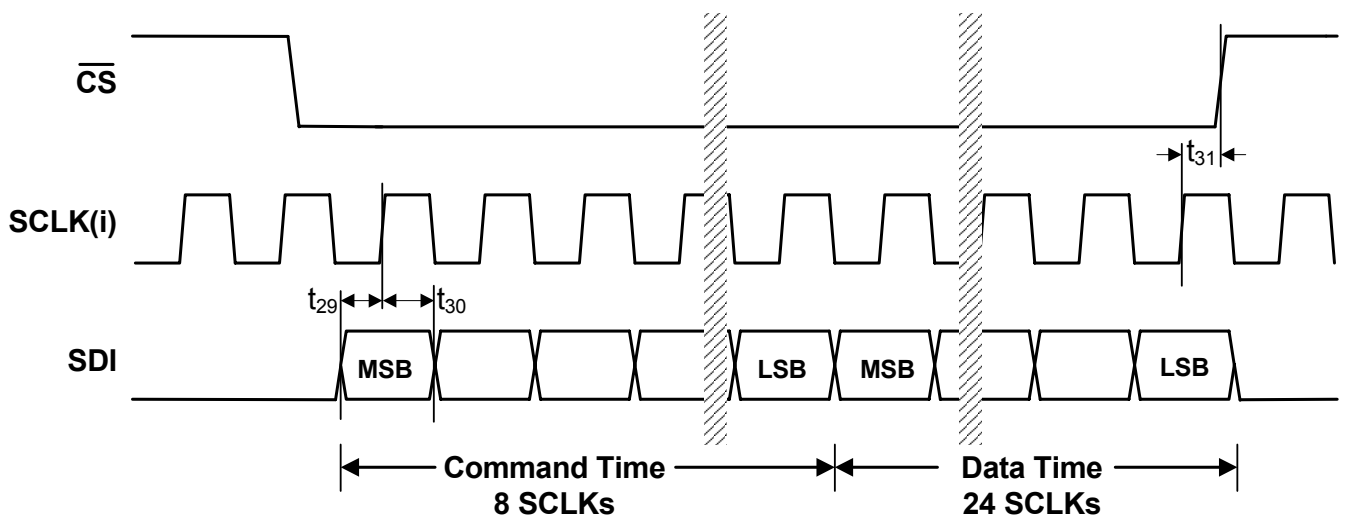 CS
t31
SCLK(i)
t29
t30
SDI
MSB
LSB
MSB
LSB
Command Time
8 SCLKs
Data Time
24 SCLKs